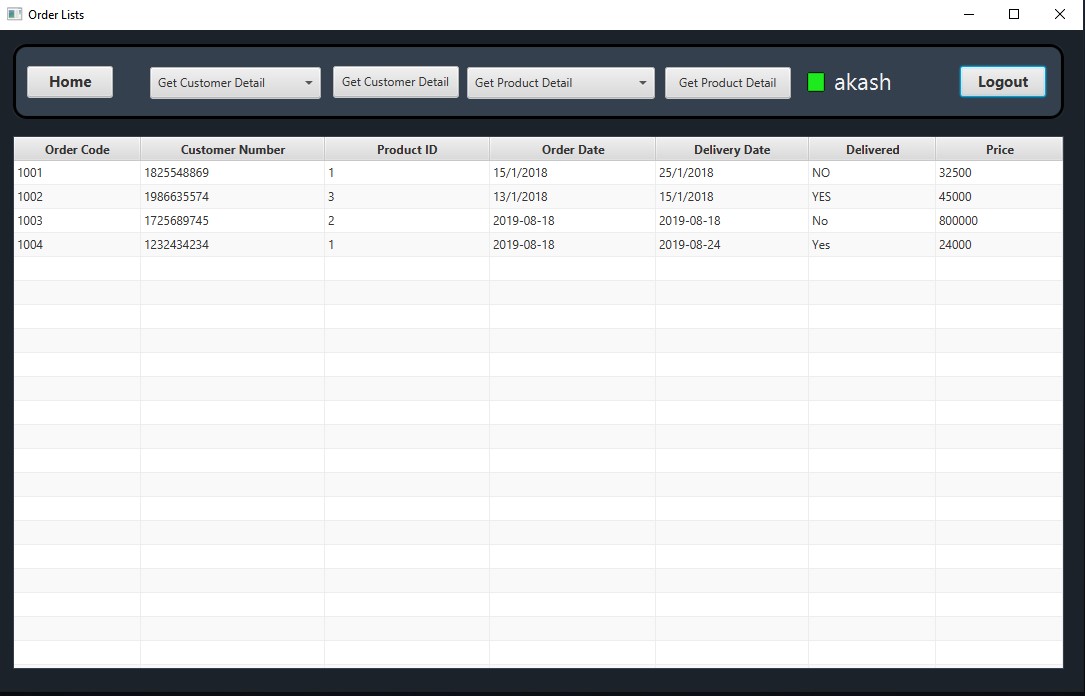 Order Lists
Home Get Customer Detail Get Customer Detail Get Product Detail Get Product Detail akash Logout
Order Code Customer Number Product ID Order Date Delivery Date Delivered Price
1001 1825548869 1 15/1/2018 25/1/2018 NO 32500
1002 1986635574 3 13/1/2018 15/1/2018 YES 45000
1003 1725689745 2 2019-08-18 2019-08-18 No 800000
1004 1232434234 1 2019-08-18 2019-08-24 Yes 24000